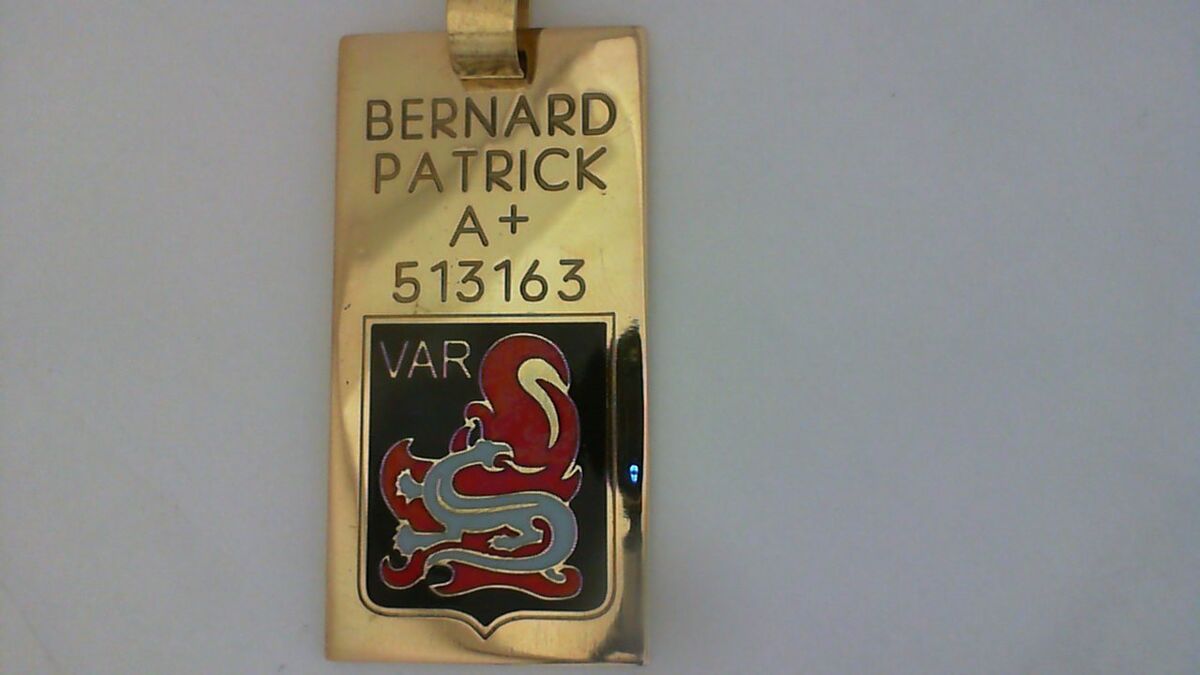 BERNARD
PATRICK
A+
513163
VAR